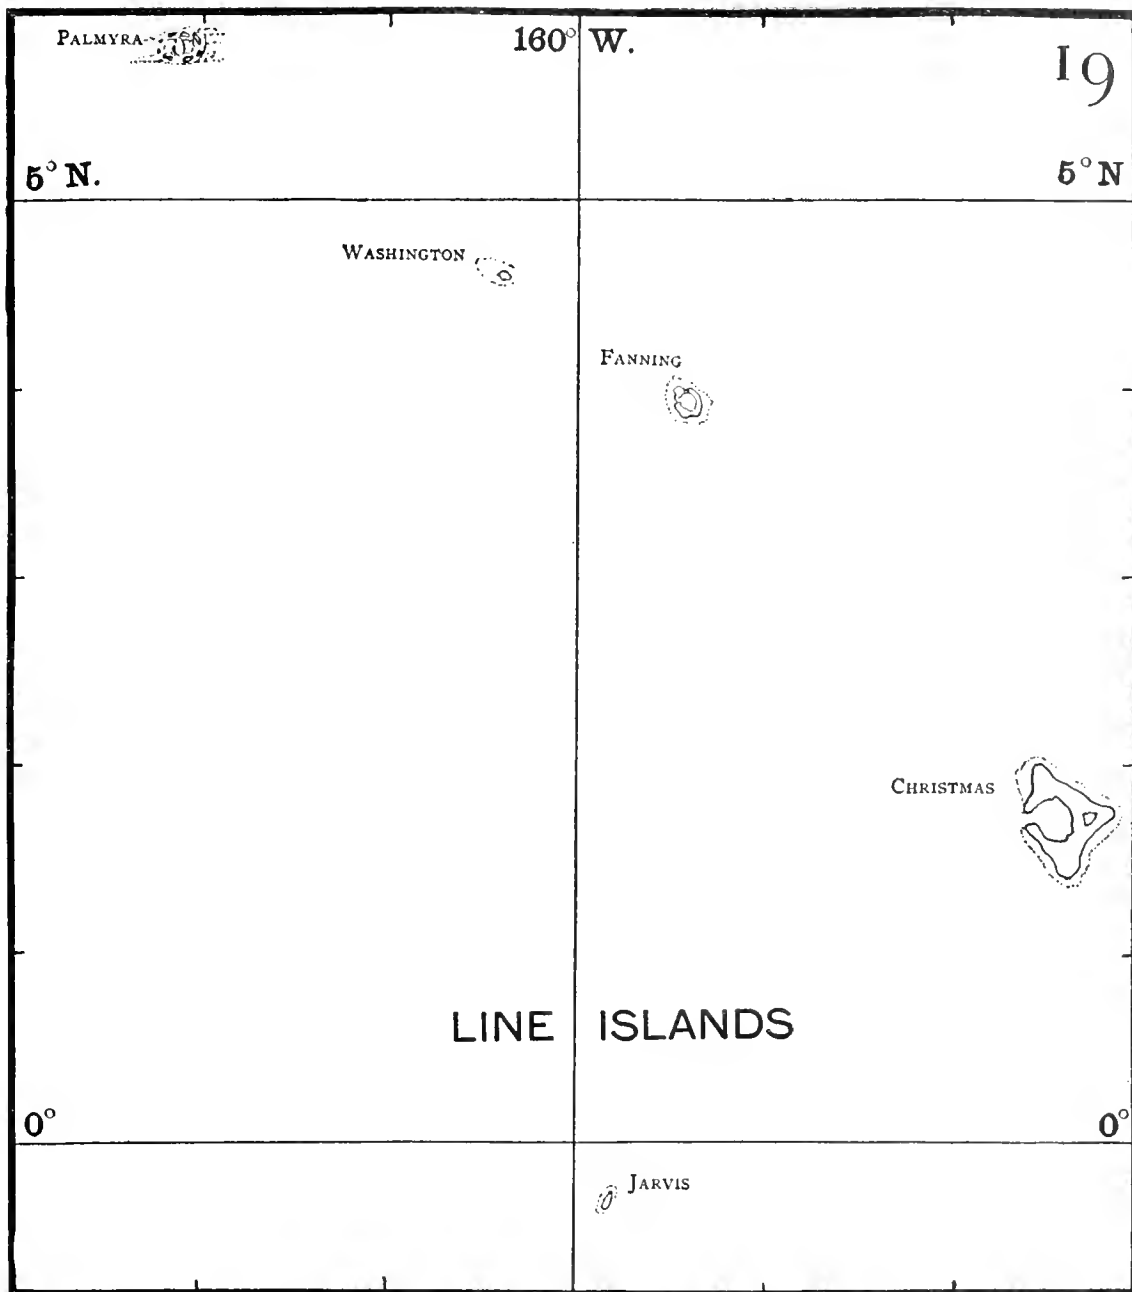 PALMYRA
160° W.
19
5° N.
5° N
WASHINGTON
FANNING
CHRISTMAS
LINE ISLANDS
0°
0°
JARVIS